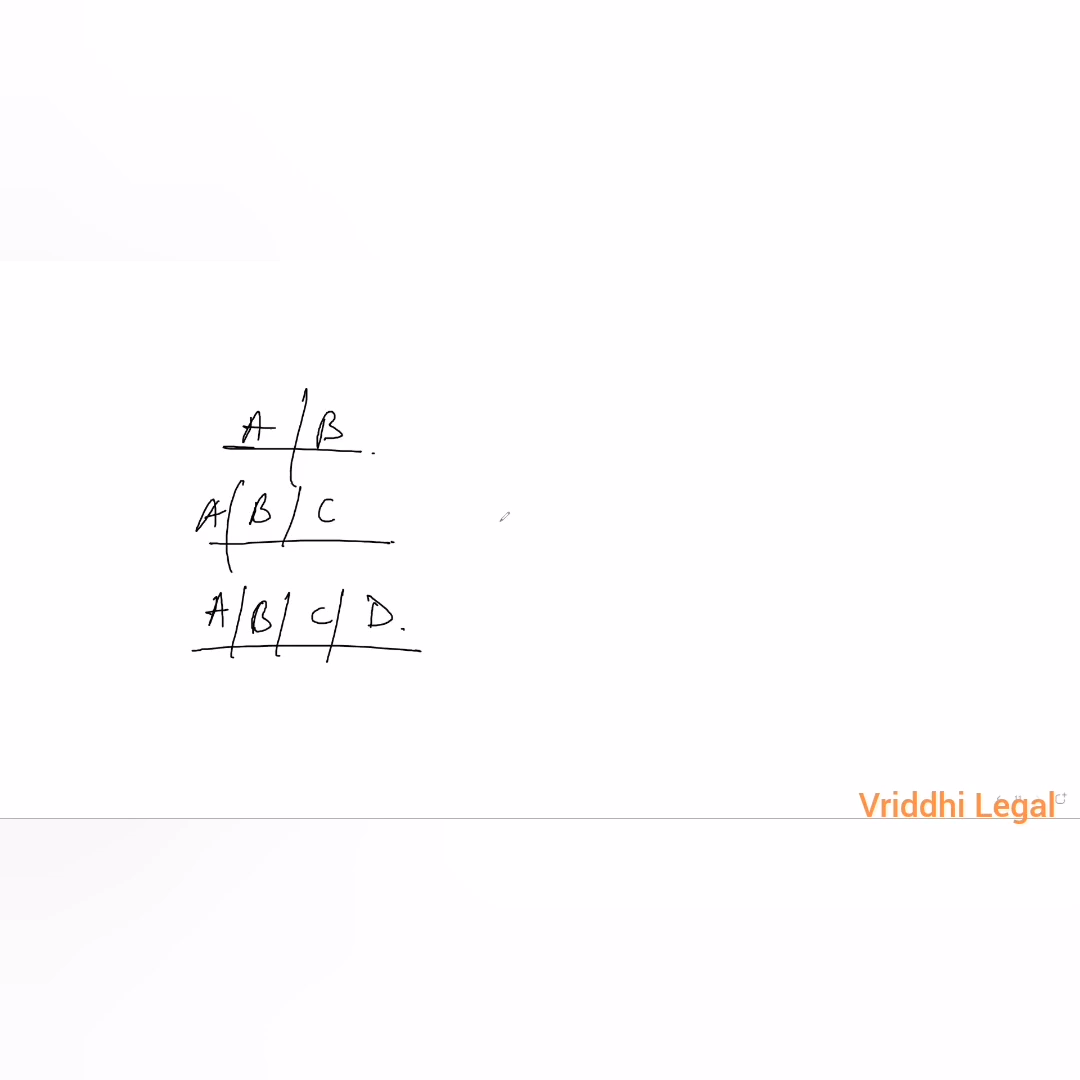 A | B .
A | B | C
A | B | C | D.
Vriddhi Legal